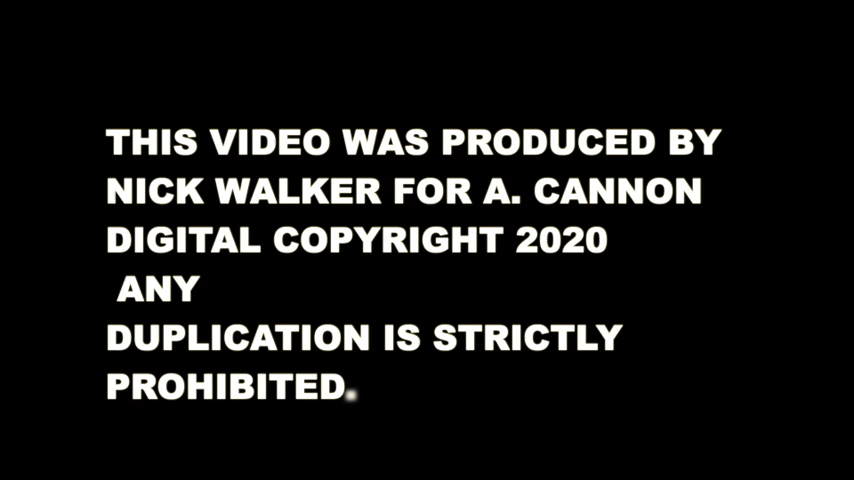 THIS VIDEO WAS PRODUCED BY
NICK WALKER FOR A. CANNON
DIGITAL COPYRIGHT 2020
ANY
DUPLICATION IS STRICTLY
PROHIBITED.